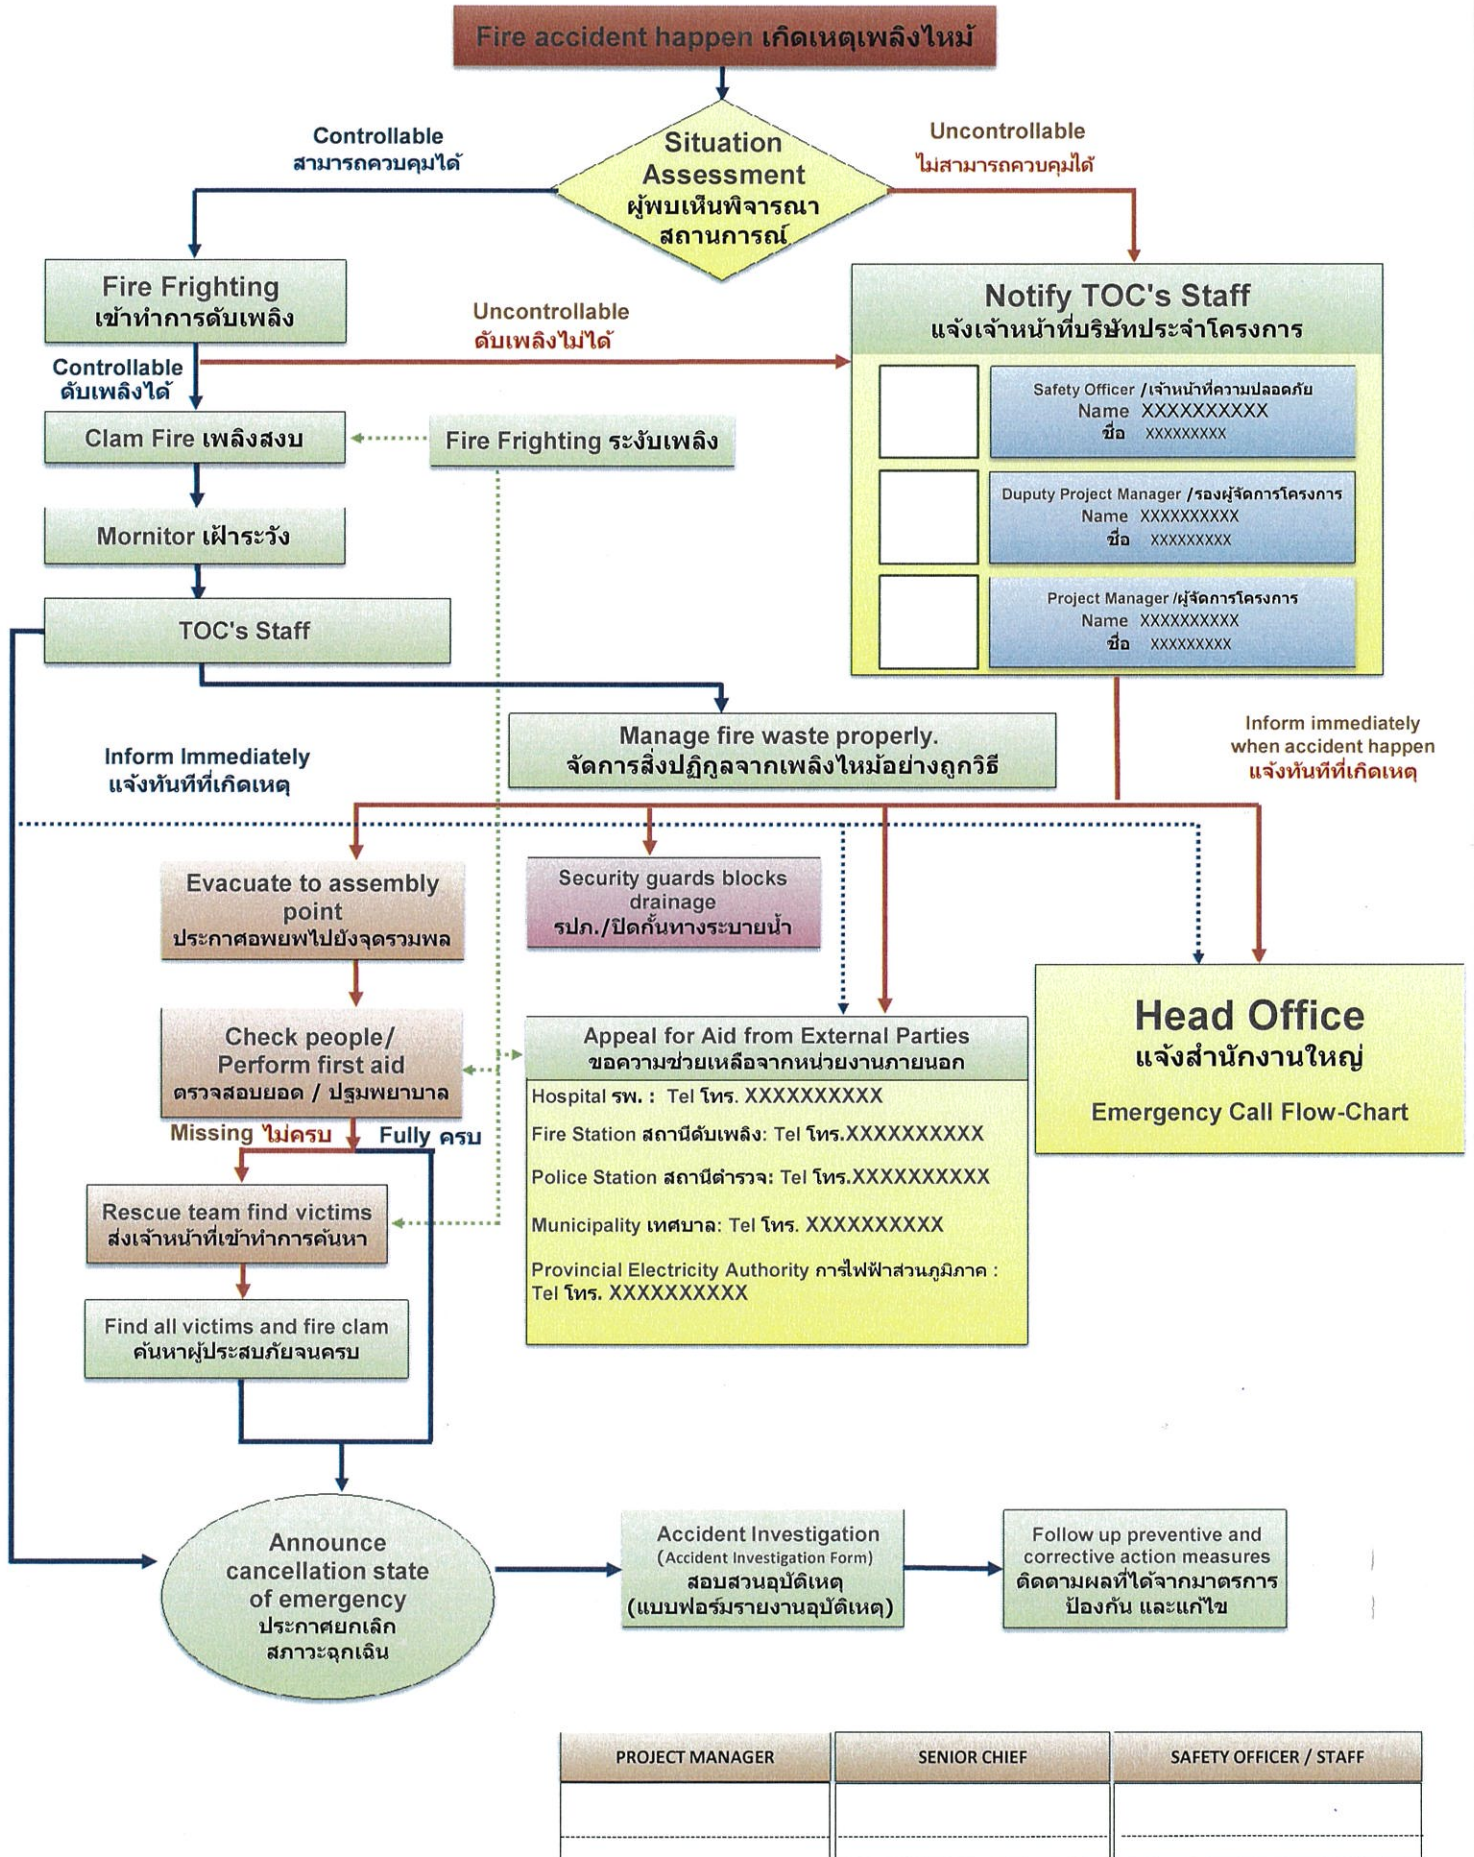 Fire accident happen เกิดเหตุเพลิงไหม้
Controllable
สามารถควบคุมได้
Situation
Assessment
ผู้พบเห็นพิจารณา
สถานการณ์
Uncontrollable
ไม่สามารถควบคุมได้
Fire Frighting
เข้าทำการดับเพลิง
Uncontrollable
ดับเพลิงไม่ได้
Notify TOC's Staff
แจ้งเจ้าหน้าที่บริษัทประจำโครงการ
Controllable
ดับเพลิงได้
Safety Officer /เจ้าหน้าที่ความปลอดภัย
Name XXXXXXXXXX
ชื่อ XXXXXXXXX
Clam Fire เพลิงสงบ
Fire Frighting ระงับเพลิง
Duputy Project Manager /รองผู้จัดการโครงการ
Name XXXXXXXXXX
ชื่อ XXXXXXXXX
Mornitor เฝ้าระวัง
Project Manager /ผู้จัดการโครงการ
Name XXXXXXXXXX
ชื่อ XXXXXXXXX
TOC's Staff
Manage fire waste properly.
จัดการสิ่งปฏิกูลจากเพลิงไหม้อย่างถูกวิธี
Inform Immediately
แจ้งทันทีที่เกิดเหตุ
Inform immediately
when accident happen
แจ้งทันทีที่เกิดเหตุ
Evacuate to assembly
point
ประกาศอพยพไปยังจุดรวมพล
Security guards blocks
drainage
รปภ./ปิดกั้นทางระบายน้ำ
Check people/
Perform first aid
ตรวจสอบยอด / ปฐมพยาบาล
Appeal for Aid from External Parties
ขอความช่วยเหลือจากหน่วยงานภายนอก
Hospital รพ. : Tel โทร. XXXXXXXXXX
Fire Station สถานีดับเพลิง: Tel โทร.XXXXXXXXXX
Police Station สถานีตำรวจ: Tel โทร.XXXXXXXXXX
Municipality เทศบาล: Tel โทร. XXXXXXXXXX
Provincial Electricity Authority การไฟฟ้าส่วนภูมิภาค :
Tel โทร. XXXXXXXXXX
Head Office
แจ้งสำนักงานใหญ่
Emergency Call Flow-Chart
Missing ไม่ครบ
Fully ครบ
Rescue team find victims
ส่งเจ้าหน้าที่เข้าทำการค้นหา
Find all victims and fire clam
ค้นหาผู้ประสบภัยจนครบ
Announce
cancellation state
of emergency
ประกาศยกเลิก
สภาวะฉุกเฉิน
Accident Investigation
(Accident Investigation Form)
สอบสวนอุบัติเหตุ
(แบบฟอร์มรายงานอุบัติเหตุ)
Follow up preventive and
corrective action measures
ติดตามผลที่ได้จากมาตรการ
ป้องกัน และแก้ไข
PROJECT MANAGER
SENIOR CHIEF
SAFETY OFFICER / STAFF